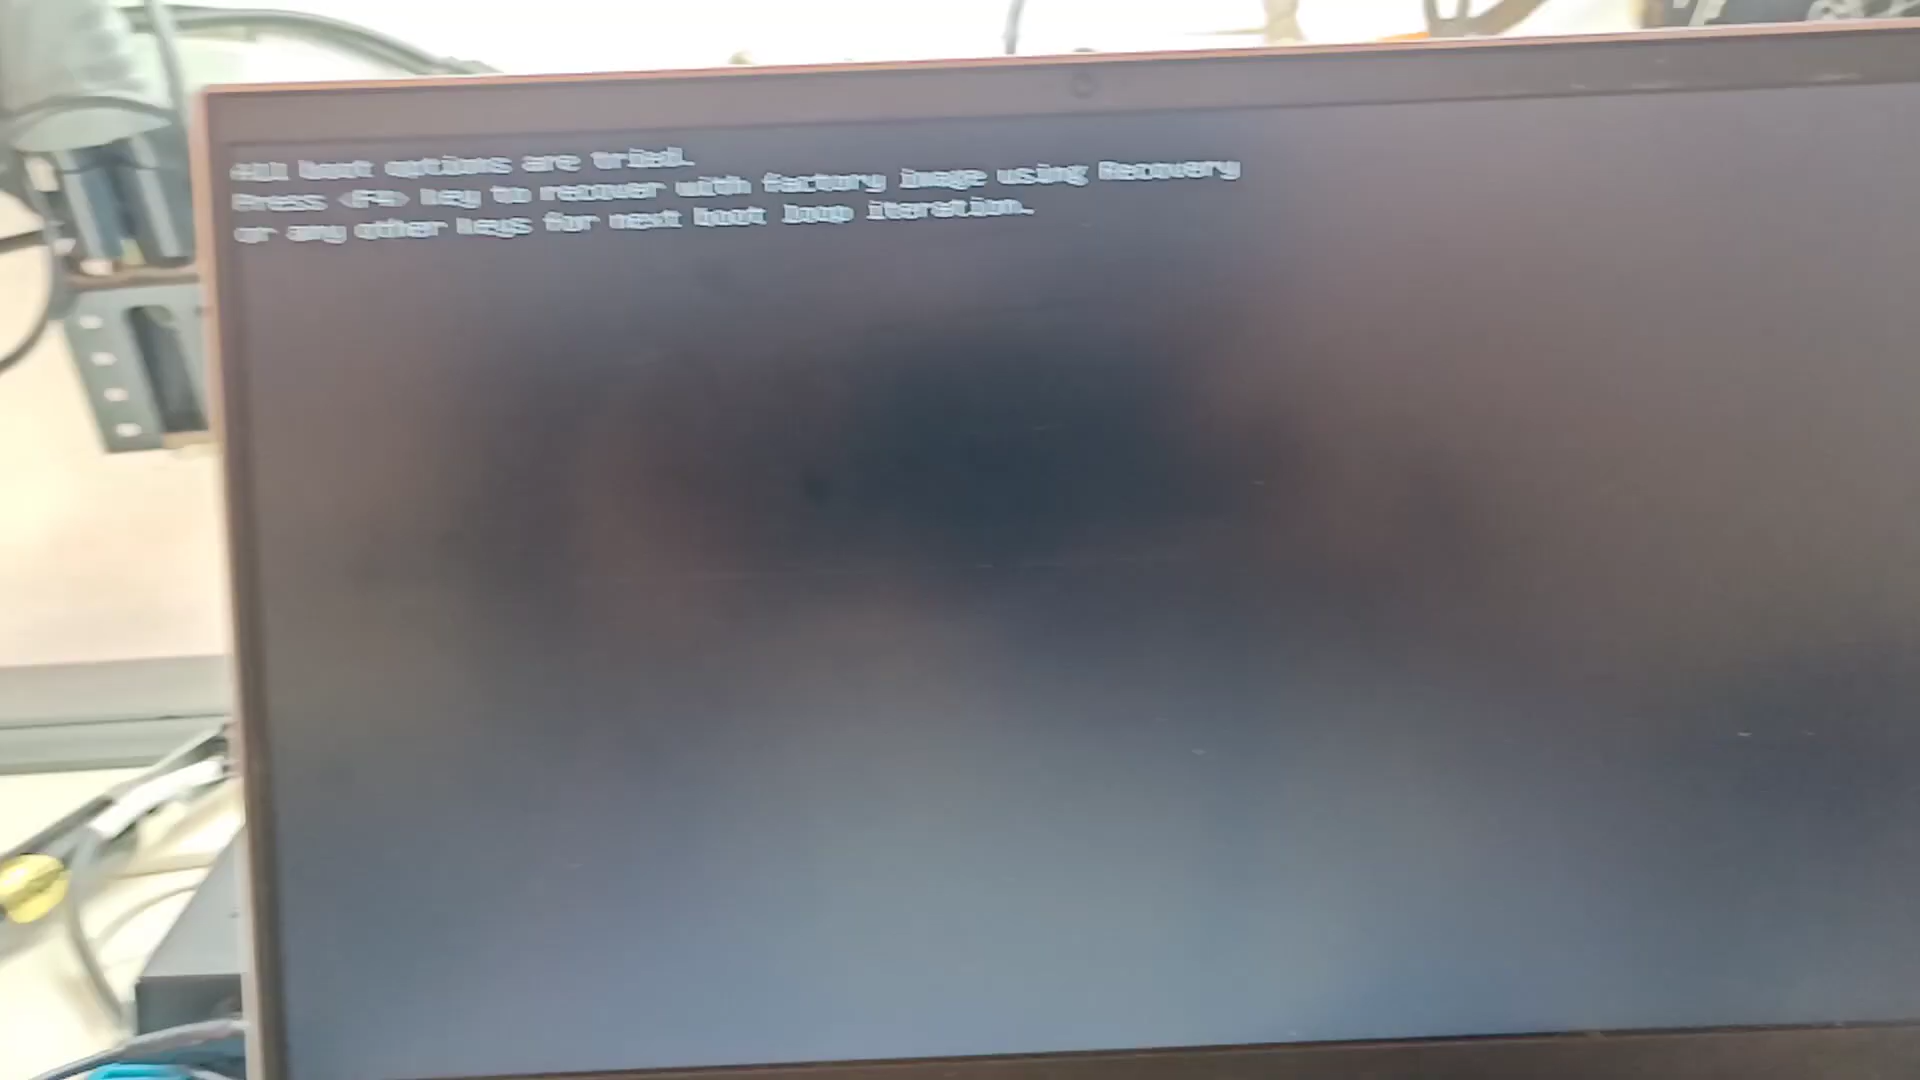 All boot options are tried.
Press <F4> key to recover with factory image using Recovery
or any other keys for next boot loop iteration.